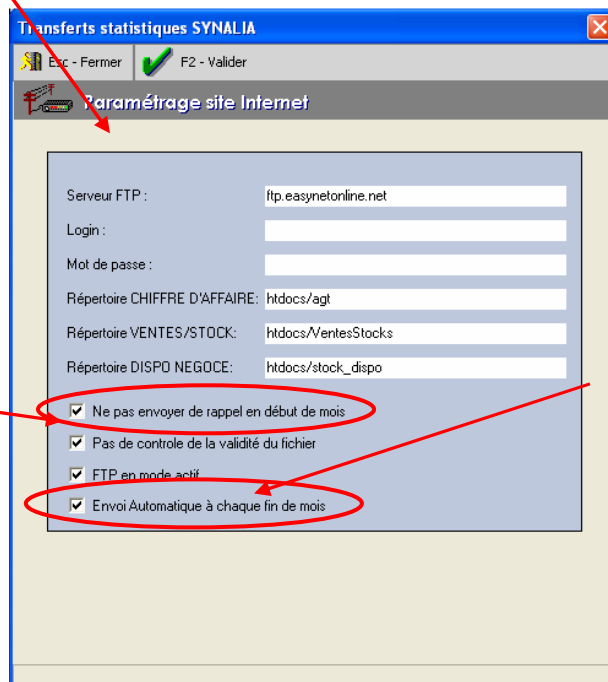 Transferts statistiques SYNALIA
Esc - Fermer F2 - Valider
Paramétrage site Internet
Serveur FTP : ftp.easynetonline.net
Login :
Mot de passe :
Répertoire CHIFFRE D'AFFAIRE: htdocs/agt
Répertoire VENTES/STOCK: htdocs/VentesStocks
Répertoire DISPO NEGOCE: htdocs/stock_dispo
Ne pas envoyer de rappel en début de mois
Pas de controle de la validité du fichier
FTP en mode actif
Envoi Automatique à chaque fin de mois